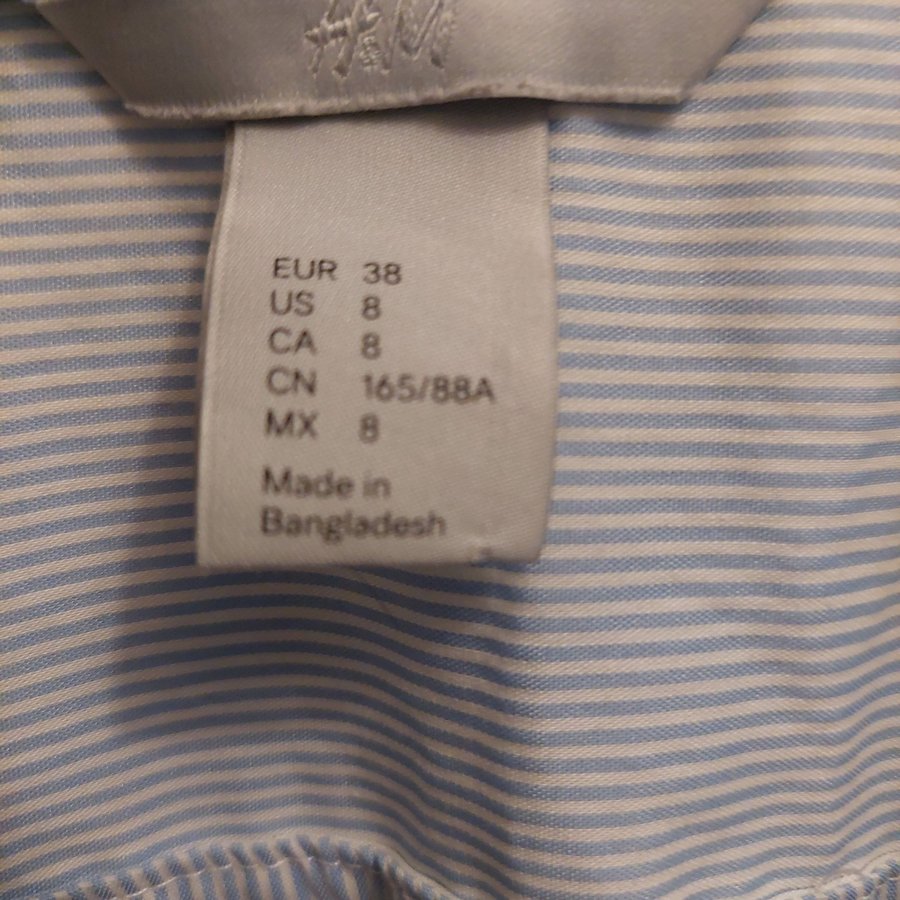 H&M
EUR 38
US 8
CA 8
CN 165/88A
MX 8
Made in
Bangladesh